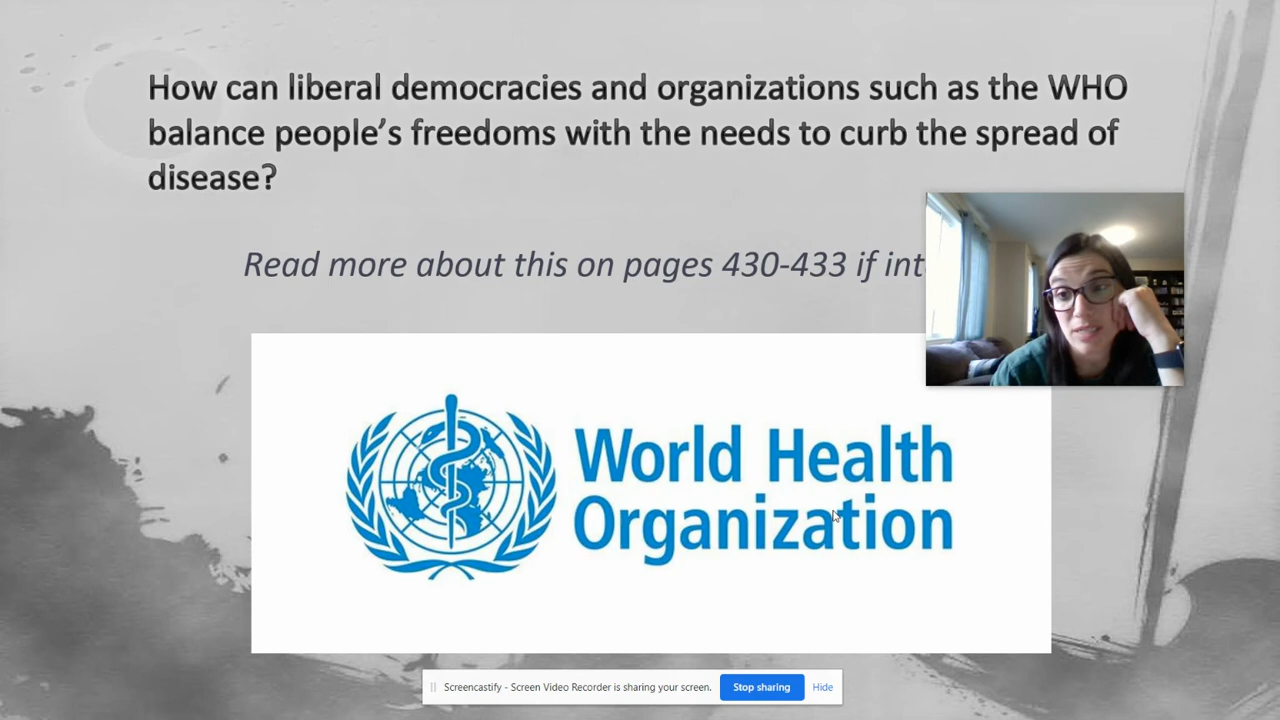 How can liberal democracies and organizations such as the WHO
balance people’s freedoms with the needs to curb the spread of
disease?
Read more about this on pages 430-433 if
World Health
Organization
Screencastify - Screen Video Recorder is sharing your screen. Stop sharing Hide